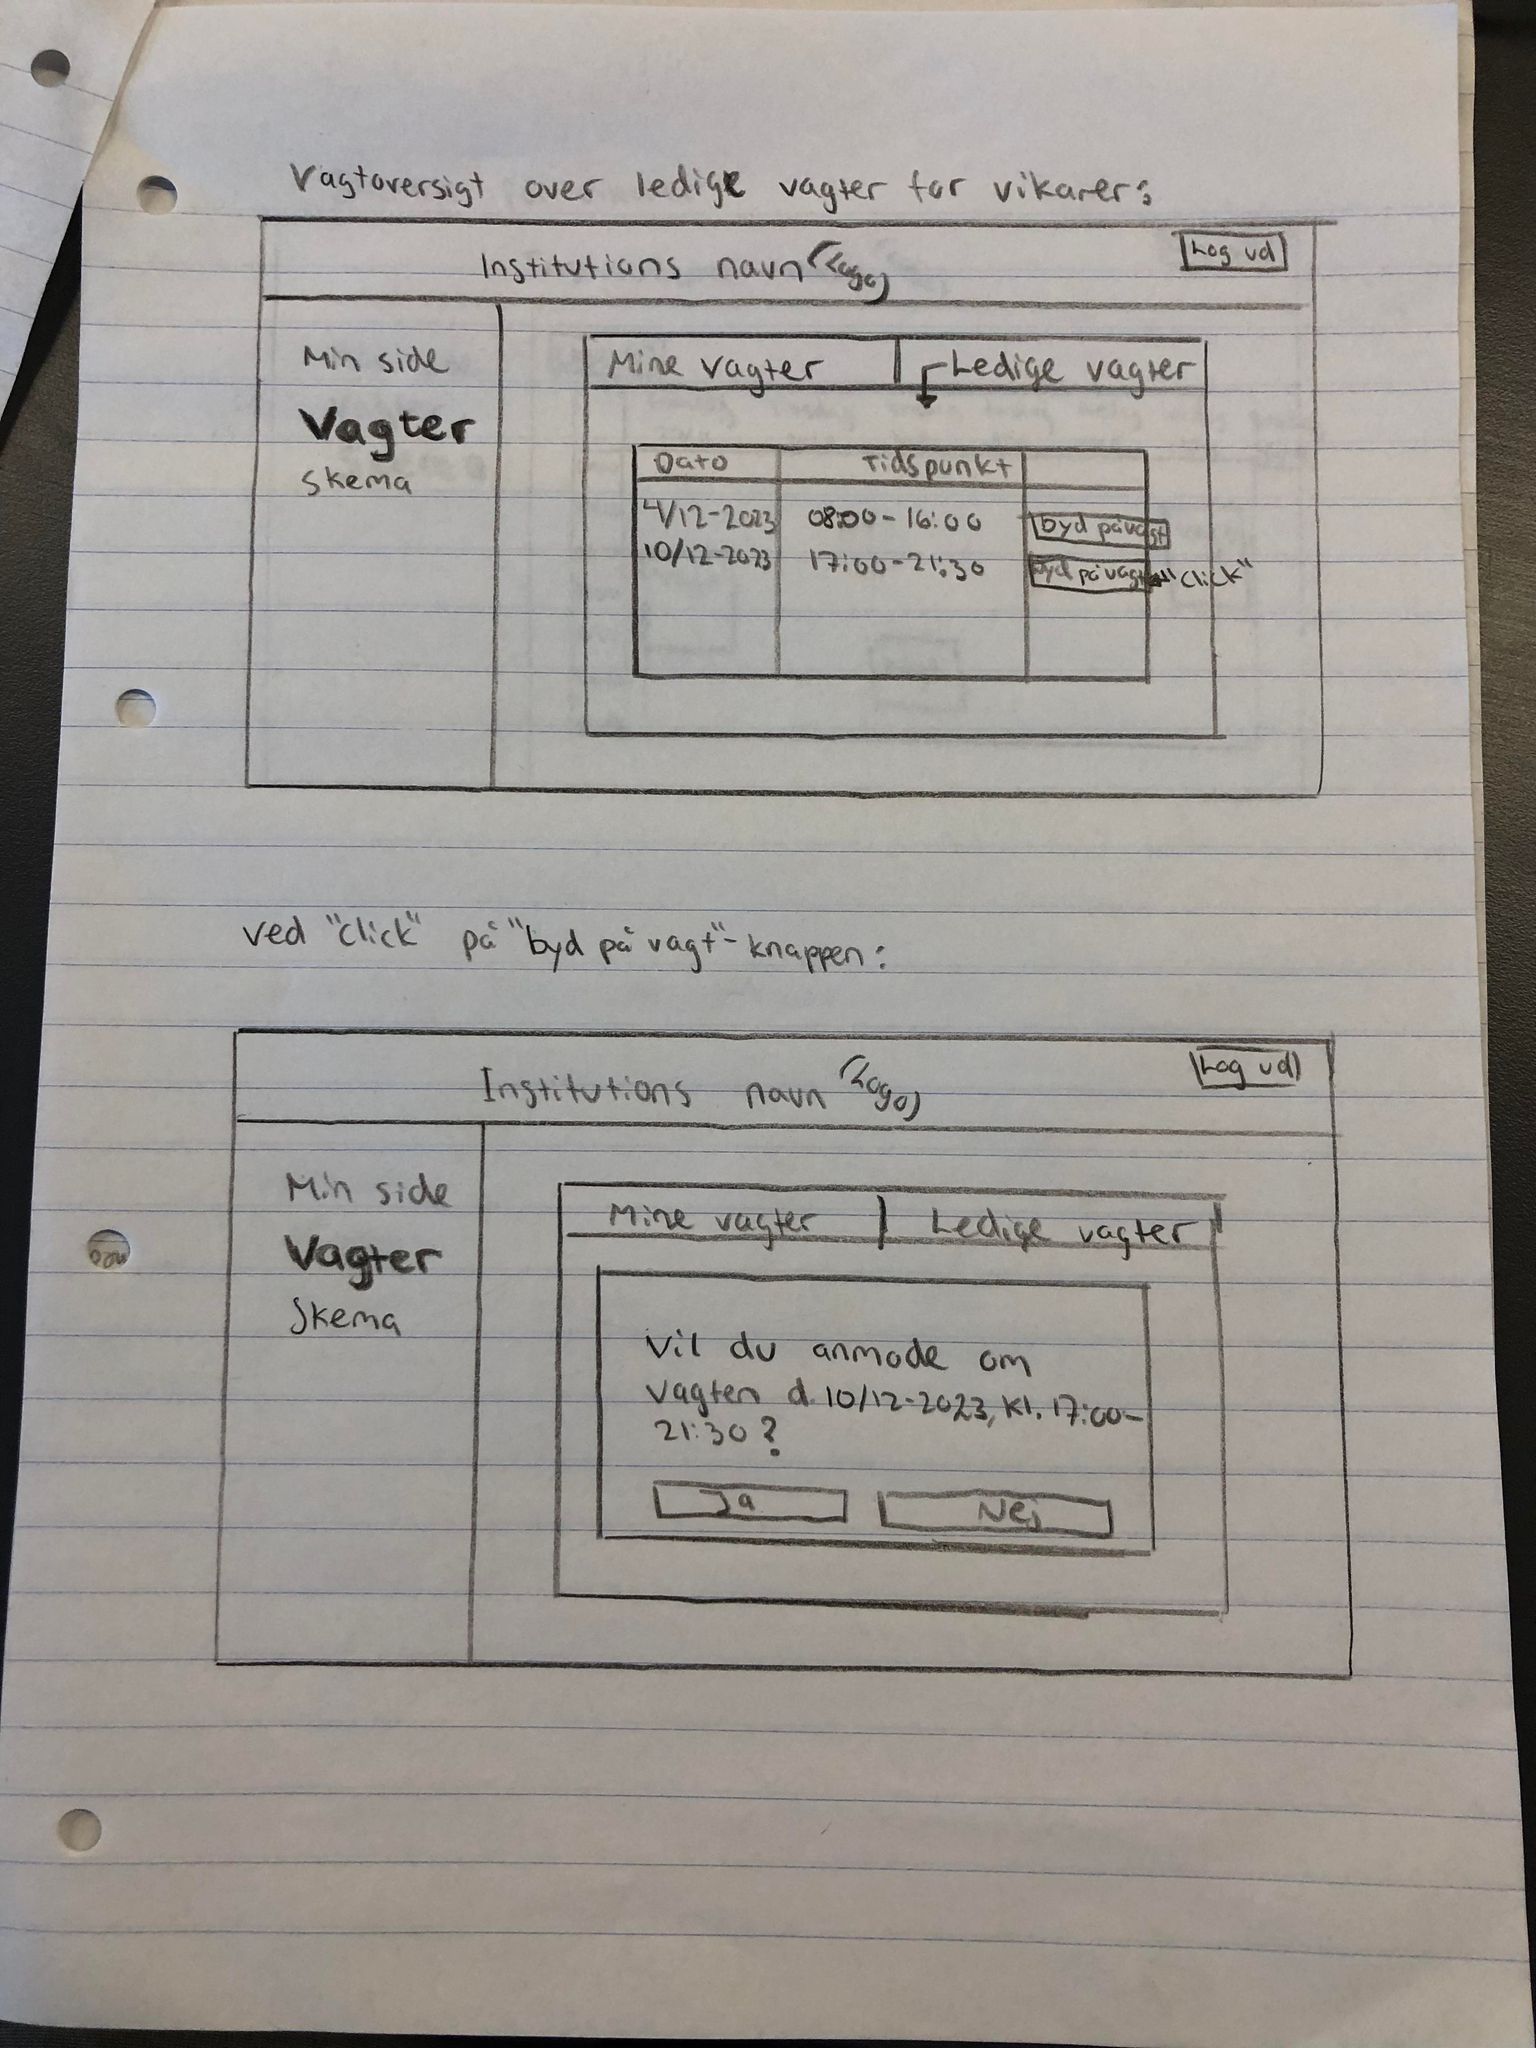 Vagtoversigt over ledige vagter for vikarer:
Institutions navn (Logo)
Log ud
Min side
Vagter
Skema
Mine vagter
Ledige vagter
Dato
Tidspunkt
4/12-2023
08:00-16:00
byd på vagt
10/12-2023
17:00-21:30
byd på vagt
"click"
ved "click" på "byd på vagt"-knappen:
Institutions navn (Logo)
Log ud
Min side
Vagter
Skema
Mine vagter
Ledige vagter
Vil du anmode om
vagten d. 10/12-2023, kl. 17:00-
21:30?
Ja
Nej